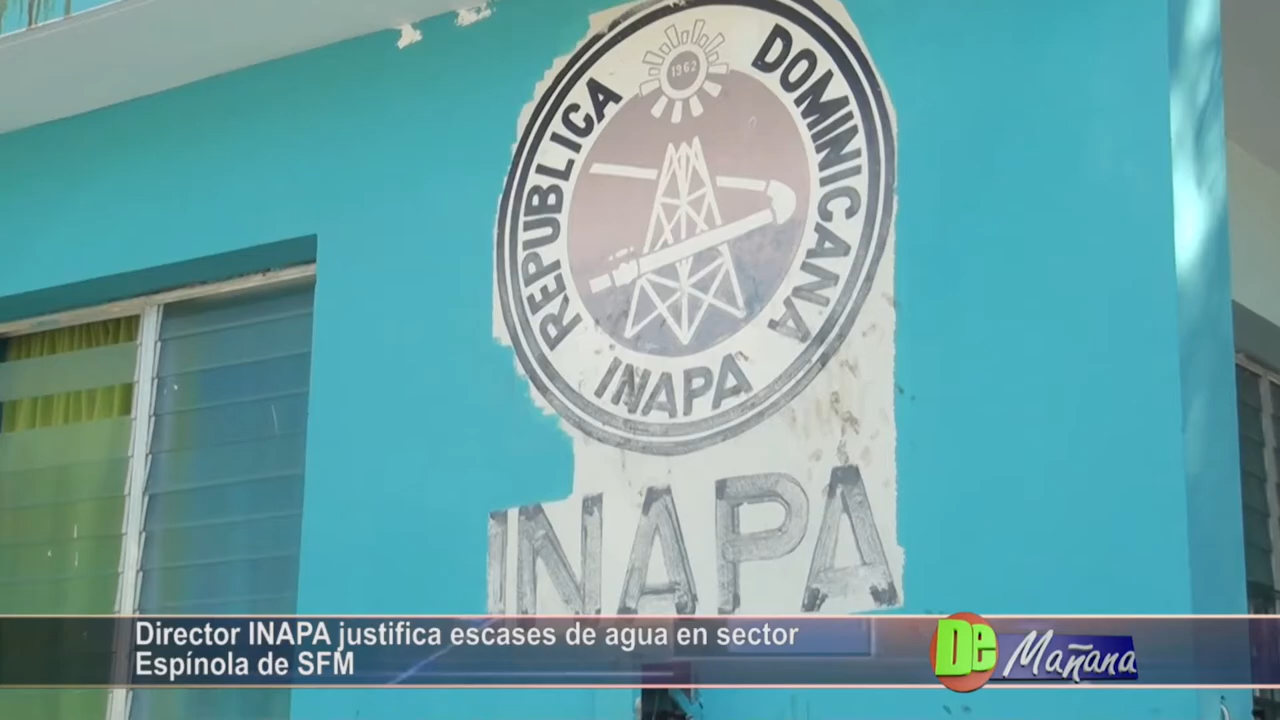 1962
REPUBLICA DOMINICANA
INAPA
INAPA
Director INAPA justifica escases de agua en sector
Espínola de SFM
De Mañana